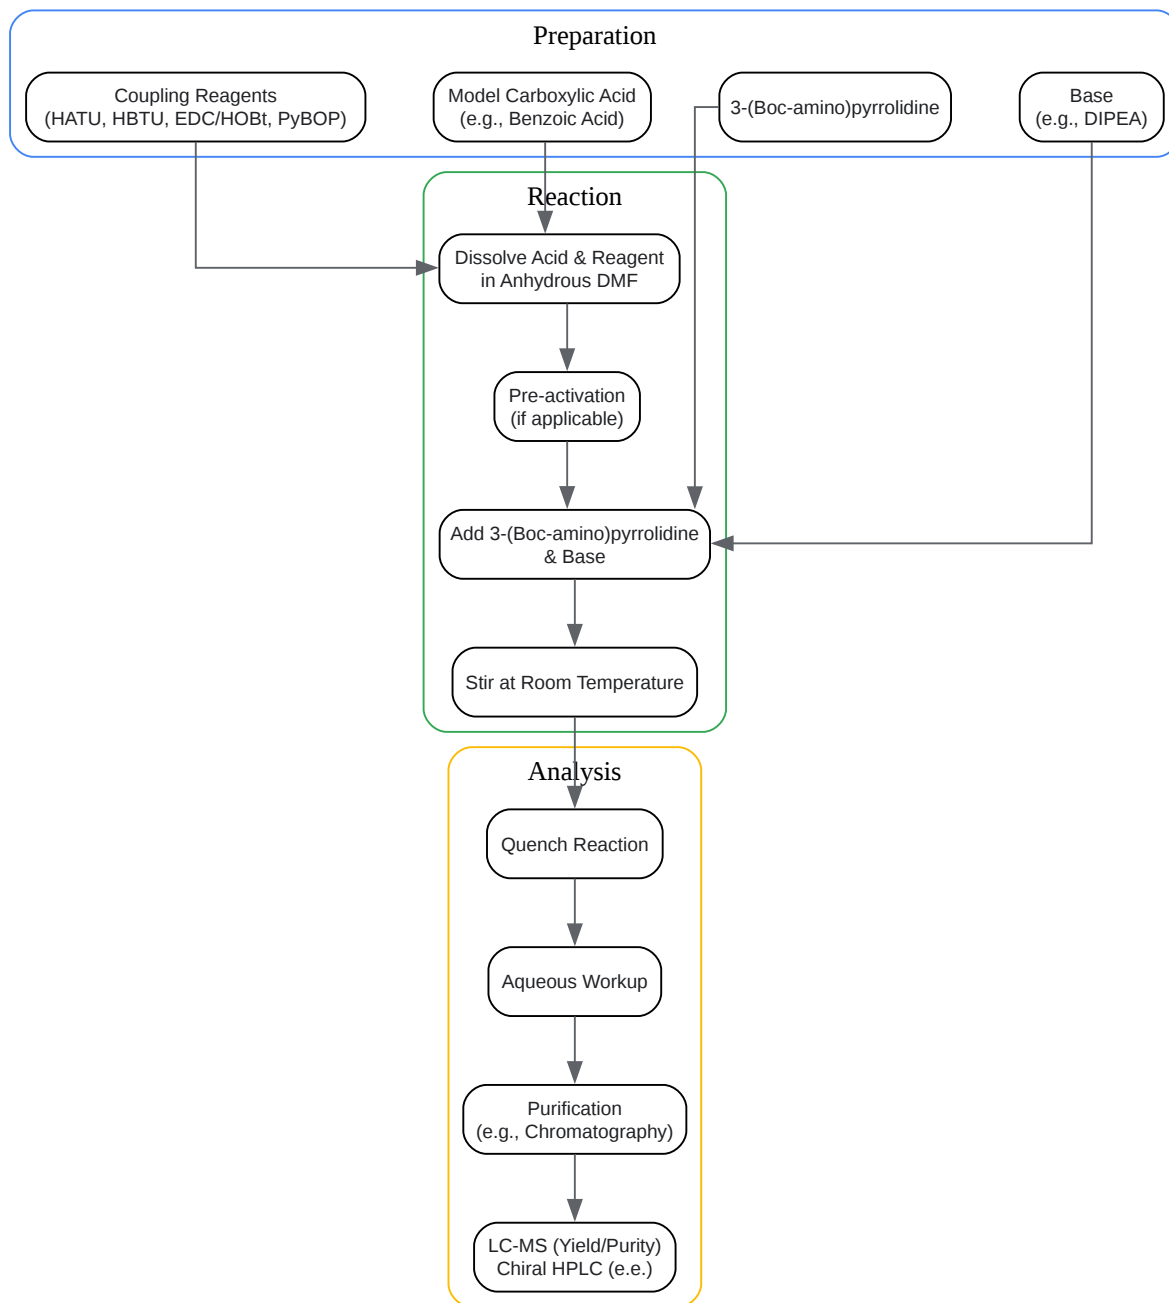 Preparation
Coupling Reagents
(HATU, HBTU, EDC/HOBt, PyBOP)
Model Carboxylic Acid
(e.g., Benzoic Acid)
3-(Boc-amino)pyrrolidine
Base
(e.g., DIPEA)
Reaction
Dissolve Acid & Reagent
in Anhydrous DMF
Pre-activation
(if applicable)
Add 3-(Boc-amino)pyrrolidine
& Base
Stir at Room Temperature
Analysis
Quench Reaction
Aqueous Workup
Purification
(e.g., Chromatography)
LC-MS (Yield/Purity)
Chiral HPLC (e.e.)